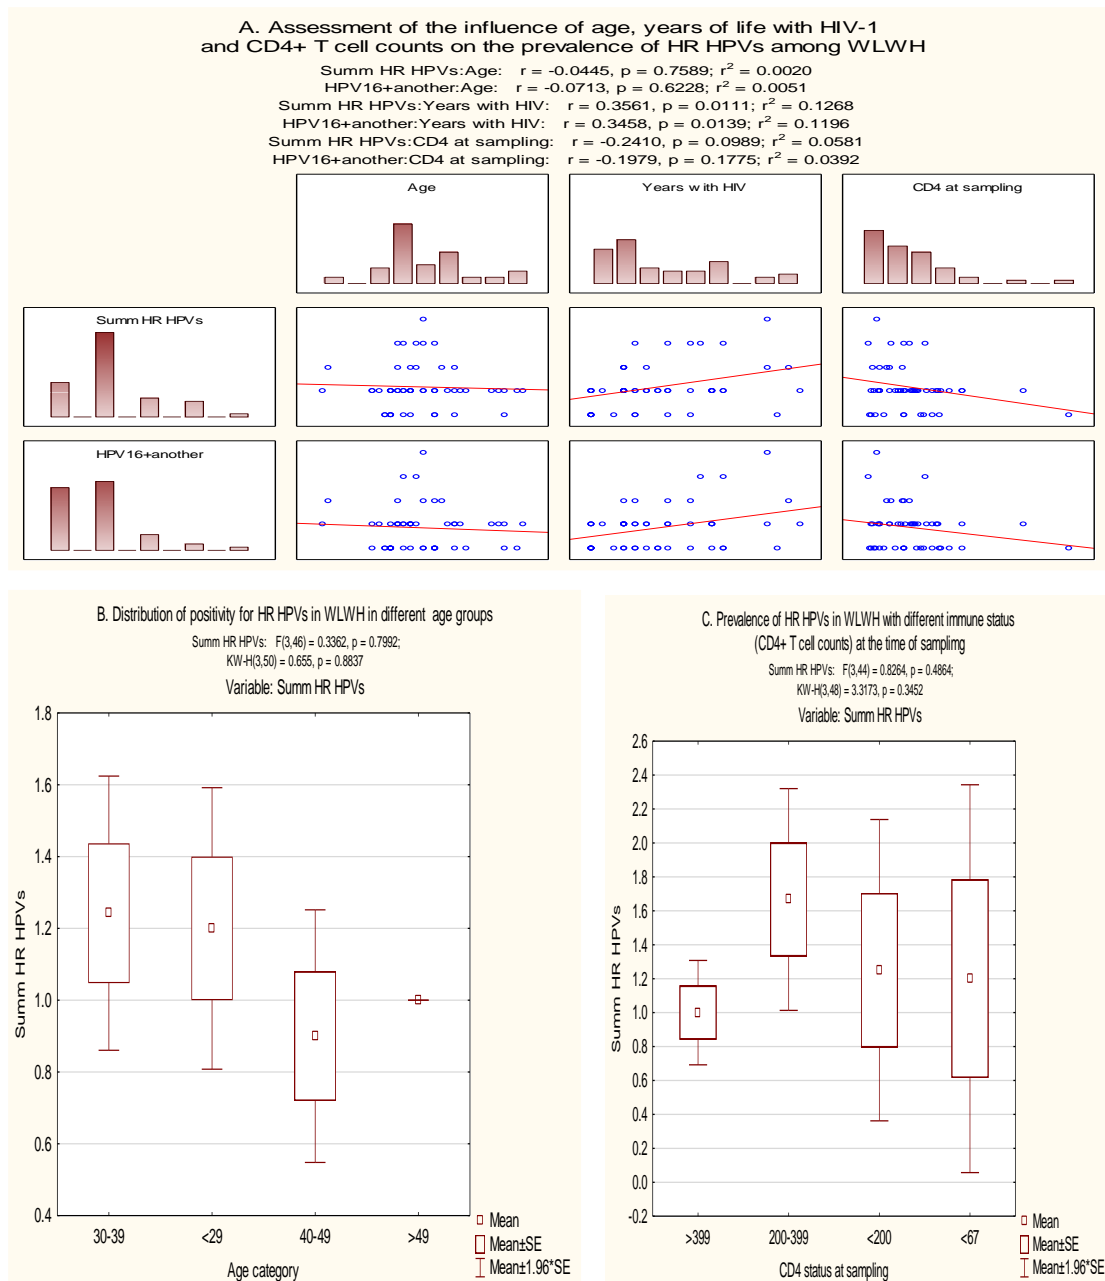 A. Assessment of the influence of age, years of life with HIV-1
and CD4+ T cell counts on the prevalence of HR HPVs among WLWH
Summ HR HPVs:Age: r = -0.0445, p = 0.7589; r² = 0.0020
HPV16+another:Age: r = -0.0713, p = 0.6228; r² = 0.0051
Summ HR HPVs:Years with HIV: r = 0.3561, p = 0.0111; r² = 0.1268
HPV16+another:Years with HIV: r = 0.3458, p = 0.0139; r² = 0.1196
Summ HR HPVs:CD4 at sampling: r = -0.2410, p = 0.0989; r² = 0.0581
HPV16+another:CD4 at sampling: r = -0.1979, p = 0.1775; r² = 0.0392
Age
Years with HIV
CD4 at sampling
Summ HR HPVs
HPV16+another
B. Distribution of positivity for HR HPVs in WLWH in different age groups
Summ HR HPVs: F(3,46) = 0.3362, p = 0.7992;
KW-H(3,50) = 0.655, p = 0.8837
Variable: Summ HR HPVs
1.8
1.6
1.4
1.2
1.0
0.8
0.6
0.4
Summ HR HPVs
30-39
<29
40-49
>49
Age category
Mean
Mean±SE
Mean±1.96*SE
C. Prevalence of HR HPVs in WLWH with different immune status
(CD4+ T cell counts) at the time of sampling
Summ HR HPVs: F(3,44) = 0.8264, p = 0.4864;
KW-H(3,48) = 3.3173, p = 0.3452
Variable: Summ HR HPVs
2.6
2.4
2.2
2.0
1.8
1.6
1.4
1.2
1.0
0.8
0.6
0.4
0.2
0.0
-0.2
Summ HR HPVs
>399
200-399
<200
<67
CD4 status at sampling
Mean
Mean±SE
Mean±1.96*SE